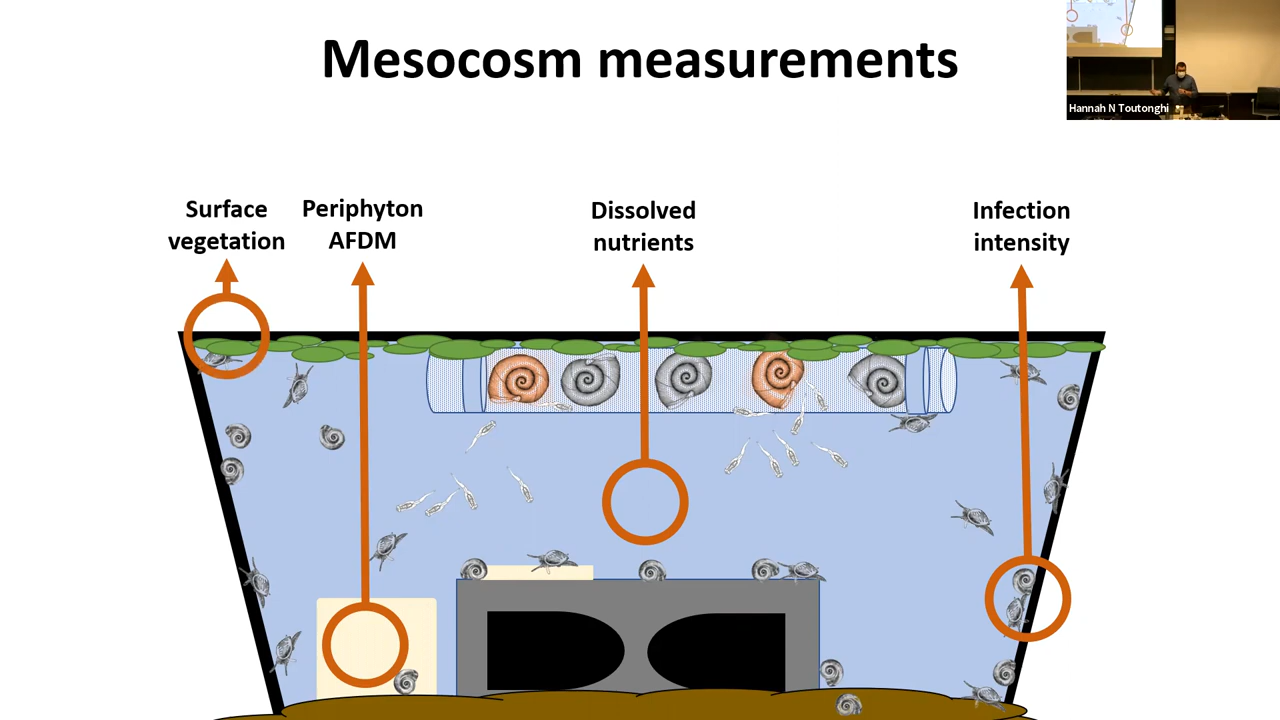 Mesocosm measurements
Hannah N Toutonghi
Surface
vegetation
Periphyton
AFDM
Dissolved
nutrients
Infection
intensity